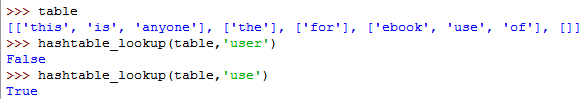 >>> table
[['this', 'is', 'anyone'], ['the'], ['for'], ['ebook', 'use', 'of'], []]
>>> hashtable_lookup(table,'user')
False
>>> hashtable_lookup(table,'use')
True